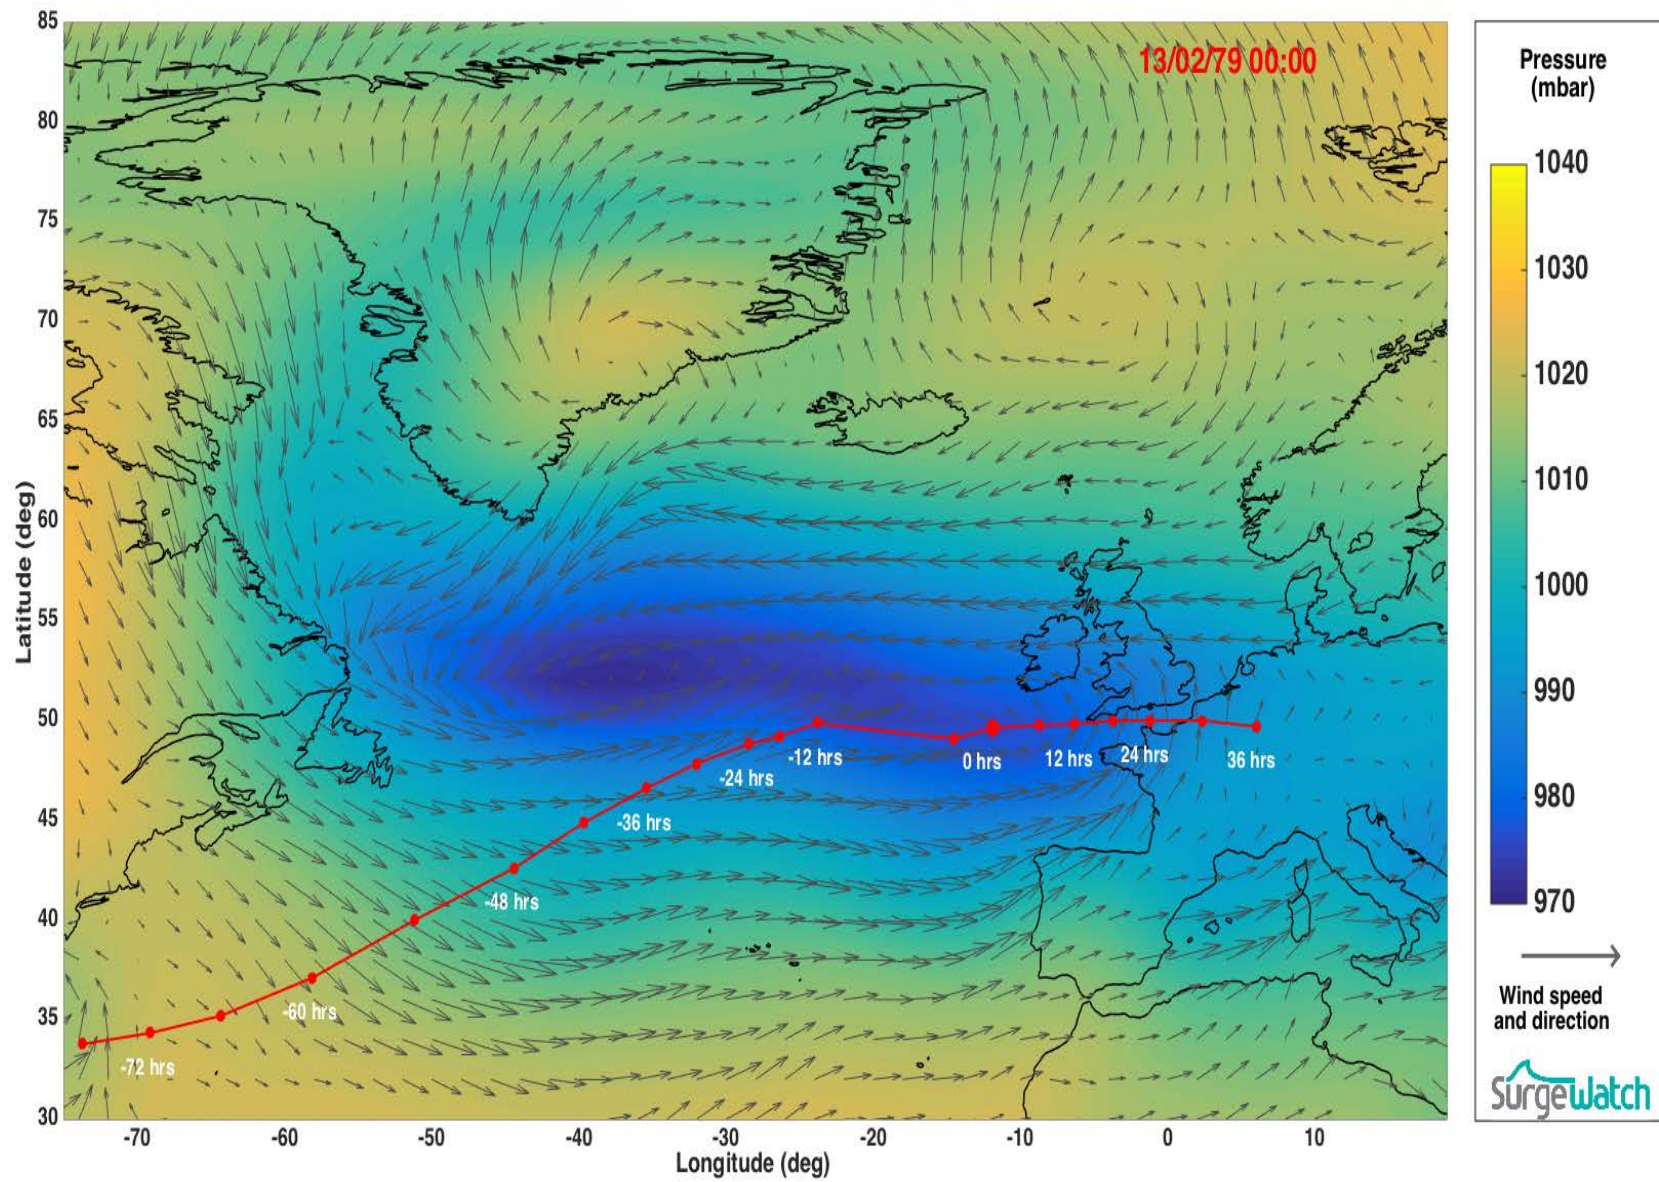 13/02/79 00:00
85
80
75
70
65
60
55
50
45
40
35
30
Latitude (deg)
-70
-60
-50
-40
-30
-20
-10
0
10
Longitude (deg)
-72 hrs
-60 hrs
-48 hrs
-36 hrs
-24 hrs
-12 hrs
0 hrs
12 hrs
24 hrs
36 hrs
Pressure
(mbar)
1040
1030
1020
1010
1000
990
980
970
Wind speed
and direction
SurgeWatch